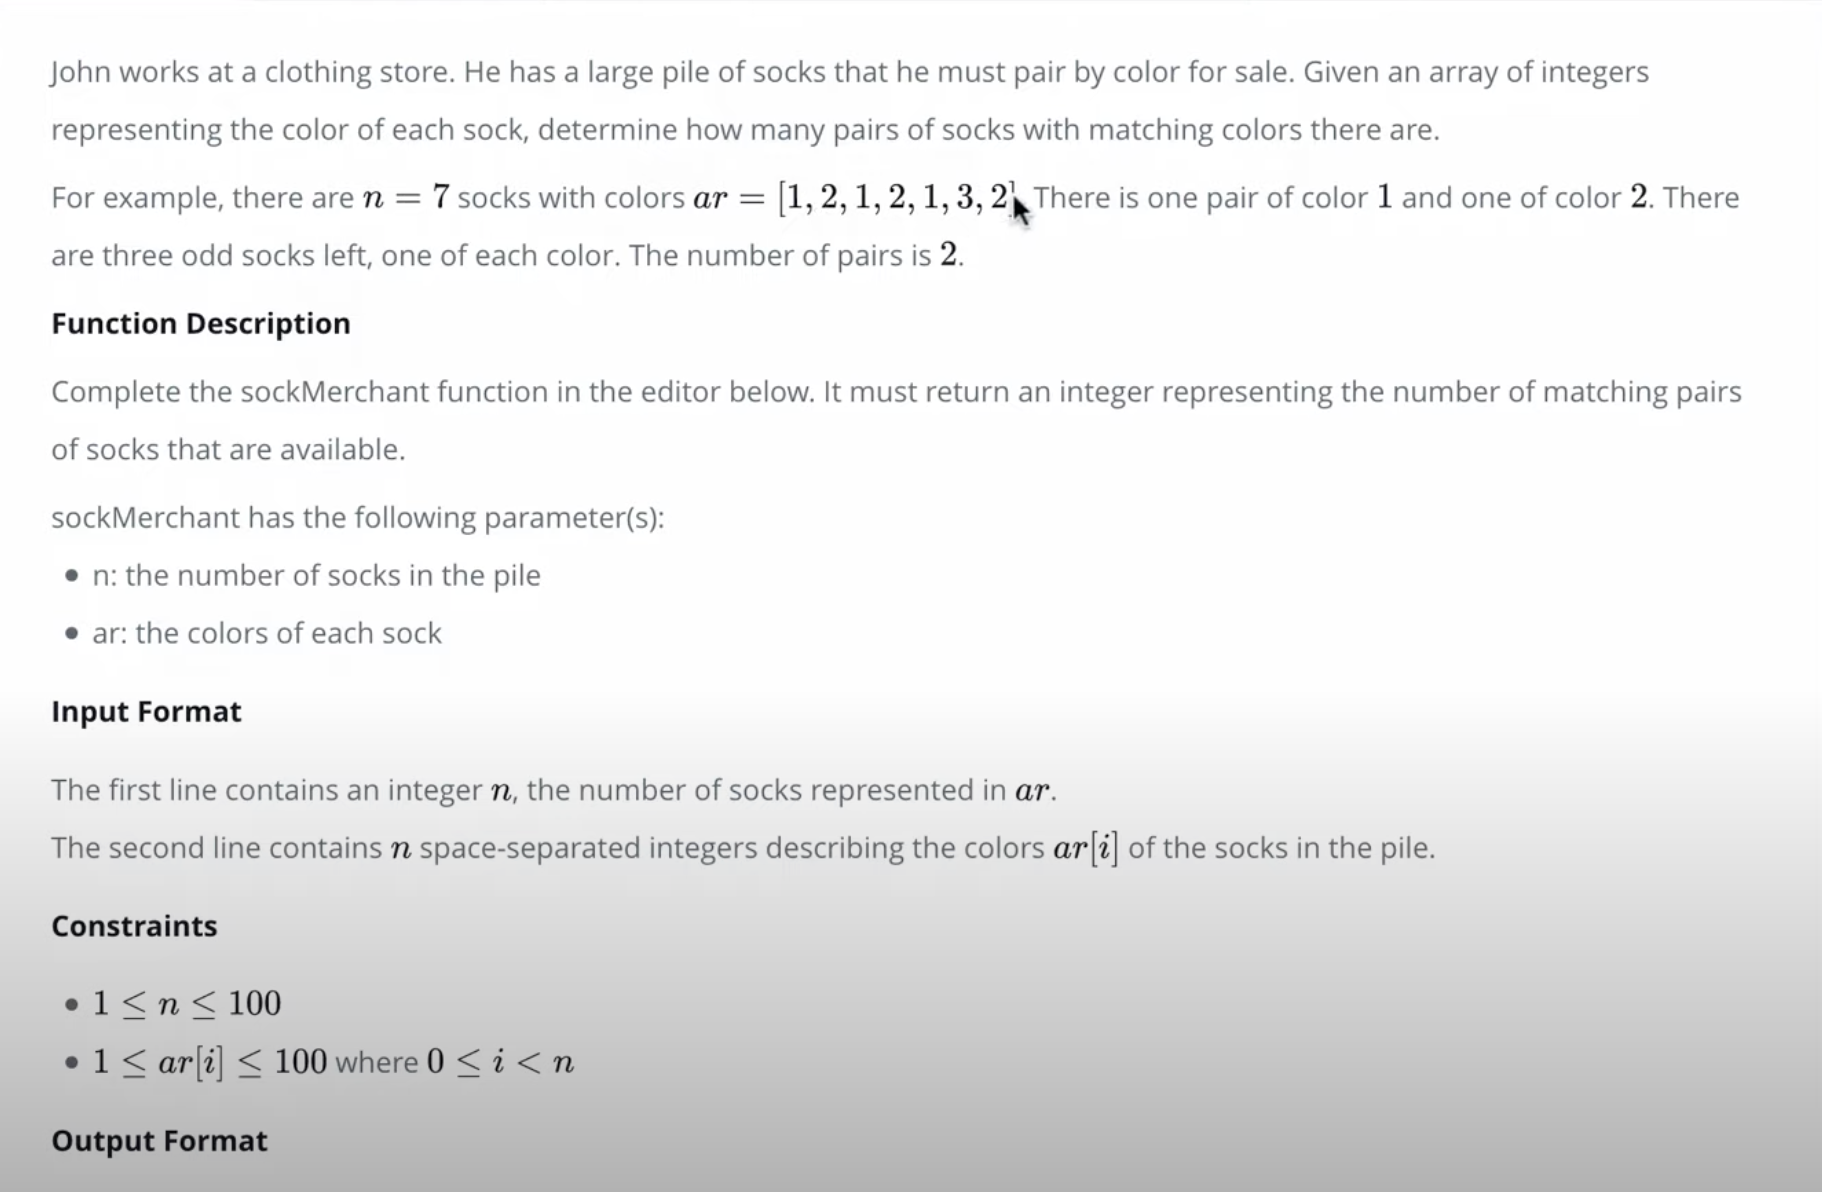 John works at a clothing store. He has a large pile of socks that he must pair by color for sale. Given an array of integers
representing the color of each sock, determine how many pairs of socks with matching colors there are.
For example, there are n = 7 socks with colors ar = [1, 2, 1, 2, 1, 3, 2]. There is one pair of color 1 and one of color 2. There
are three odd socks left, one of each color. The number of pairs is 2.
Function Description
Complete the sockMerchant function in the editor below. It must return an integer representing the number of matching pairs
of socks that are available.
sockMerchant has the following parameter(s):
• n: the number of socks in the pile
• ar: the colors of each sock
Input Format
The first line contains an integer n, the number of socks represented in ar.
The second line contains n space-separated integers describing the colors ar[i] of the socks in the pile.
Constraints
• 1 ≤ n ≤ 100
• 1 ≤ ar[i] ≤ 100 where 0 ≤ i < n
Output Format